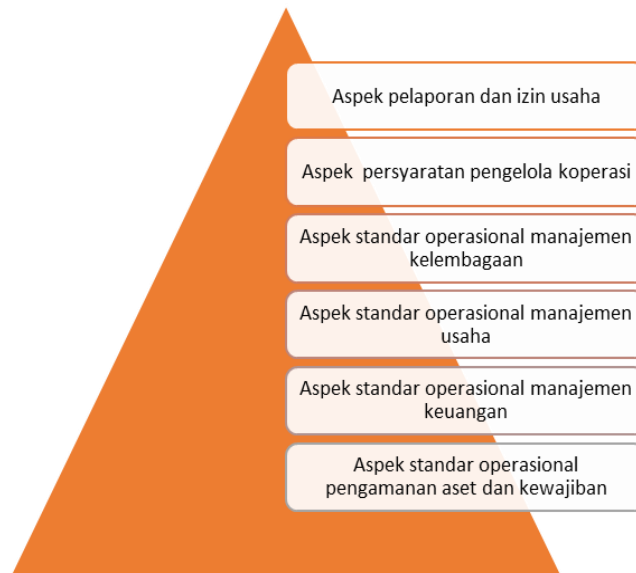 Aspek pelaporan dan izin usaha
Aspek persyaratan pengelola koperasi
Aspek standar operasional manajemen
kelembagaan
Aspek standar operasional manajemen
usaha
Aspek standar operasional manajemen
keuangan
Aspek standar operasional
pengamanan aset dan kewajiban